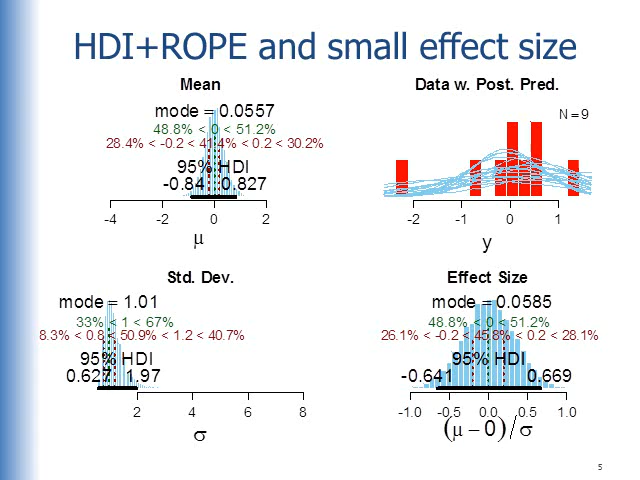 HDI+ROPE and small effect size
Mean
mode = 0.0557
48.8% < 0 < 51.2%
28.4% < -0.2 < 41.4% < 0.2 < 30.2%
95% HDI
-0.84 0.827
-4 -2 0 2
μ
Data w. Post. Pred.
N = 9
-2 -1 0 1
y
Std. Dev.
mode = 1.01
33% < 1 < 67%
8.3% < 0.8 < 50.9% < 1.2 < 40.7%
95% HDI
0.627 1.97
2 4 6 8
σ
Effect Size
mode = 0.0585
48.8% < 0 < 51.2%
26.1% < -0.2 < 45.8% < 0.2 < 28.1%
95% HDI
-0.641 0.669
-1.0 -0.5 0.0 0.5 1.0
(μ − 0)/σ
5